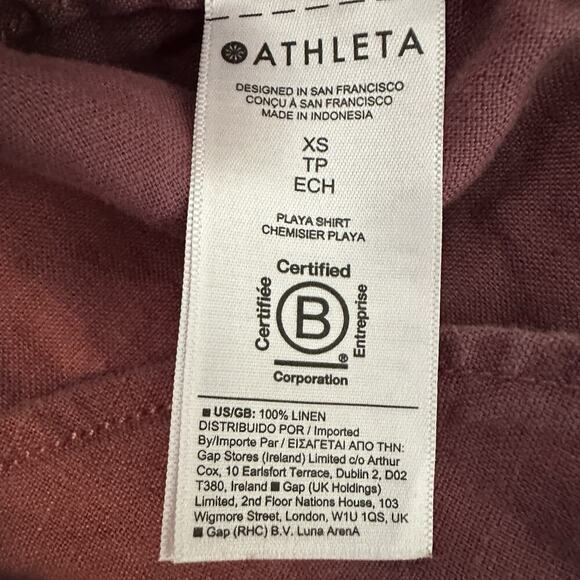 ATHLETA
DESIGNED IN SAN FRANCISCO
CONÇU À SAN FRANCISCO
MADE IN INDONESIA
XS
TP
ECH
PLAYA SHIRT
CHEMISIER PLAYA
Certified
Certifiée
B
Entreprise
®
Corporation
■ US/GB: 100% LINEN
DISTRIBUIDO POR / Imported
By/Importe Par / ΕΙΣΑΓΕΤΑΙ ΑΠΟ ΤΗΝ:
Gap Stores (Ireland) Limited c/o Arthur
Cox, 10 Earlsfort Terrace, Dublin 2, D02
T380, Ireland ■ Gap (UK Holdings)
Limited, 2nd Floor Nations House, 103
Wigmore Street, London, W1U 1QS, UK
■ Gap (RHC) B.V. Luna ArenA